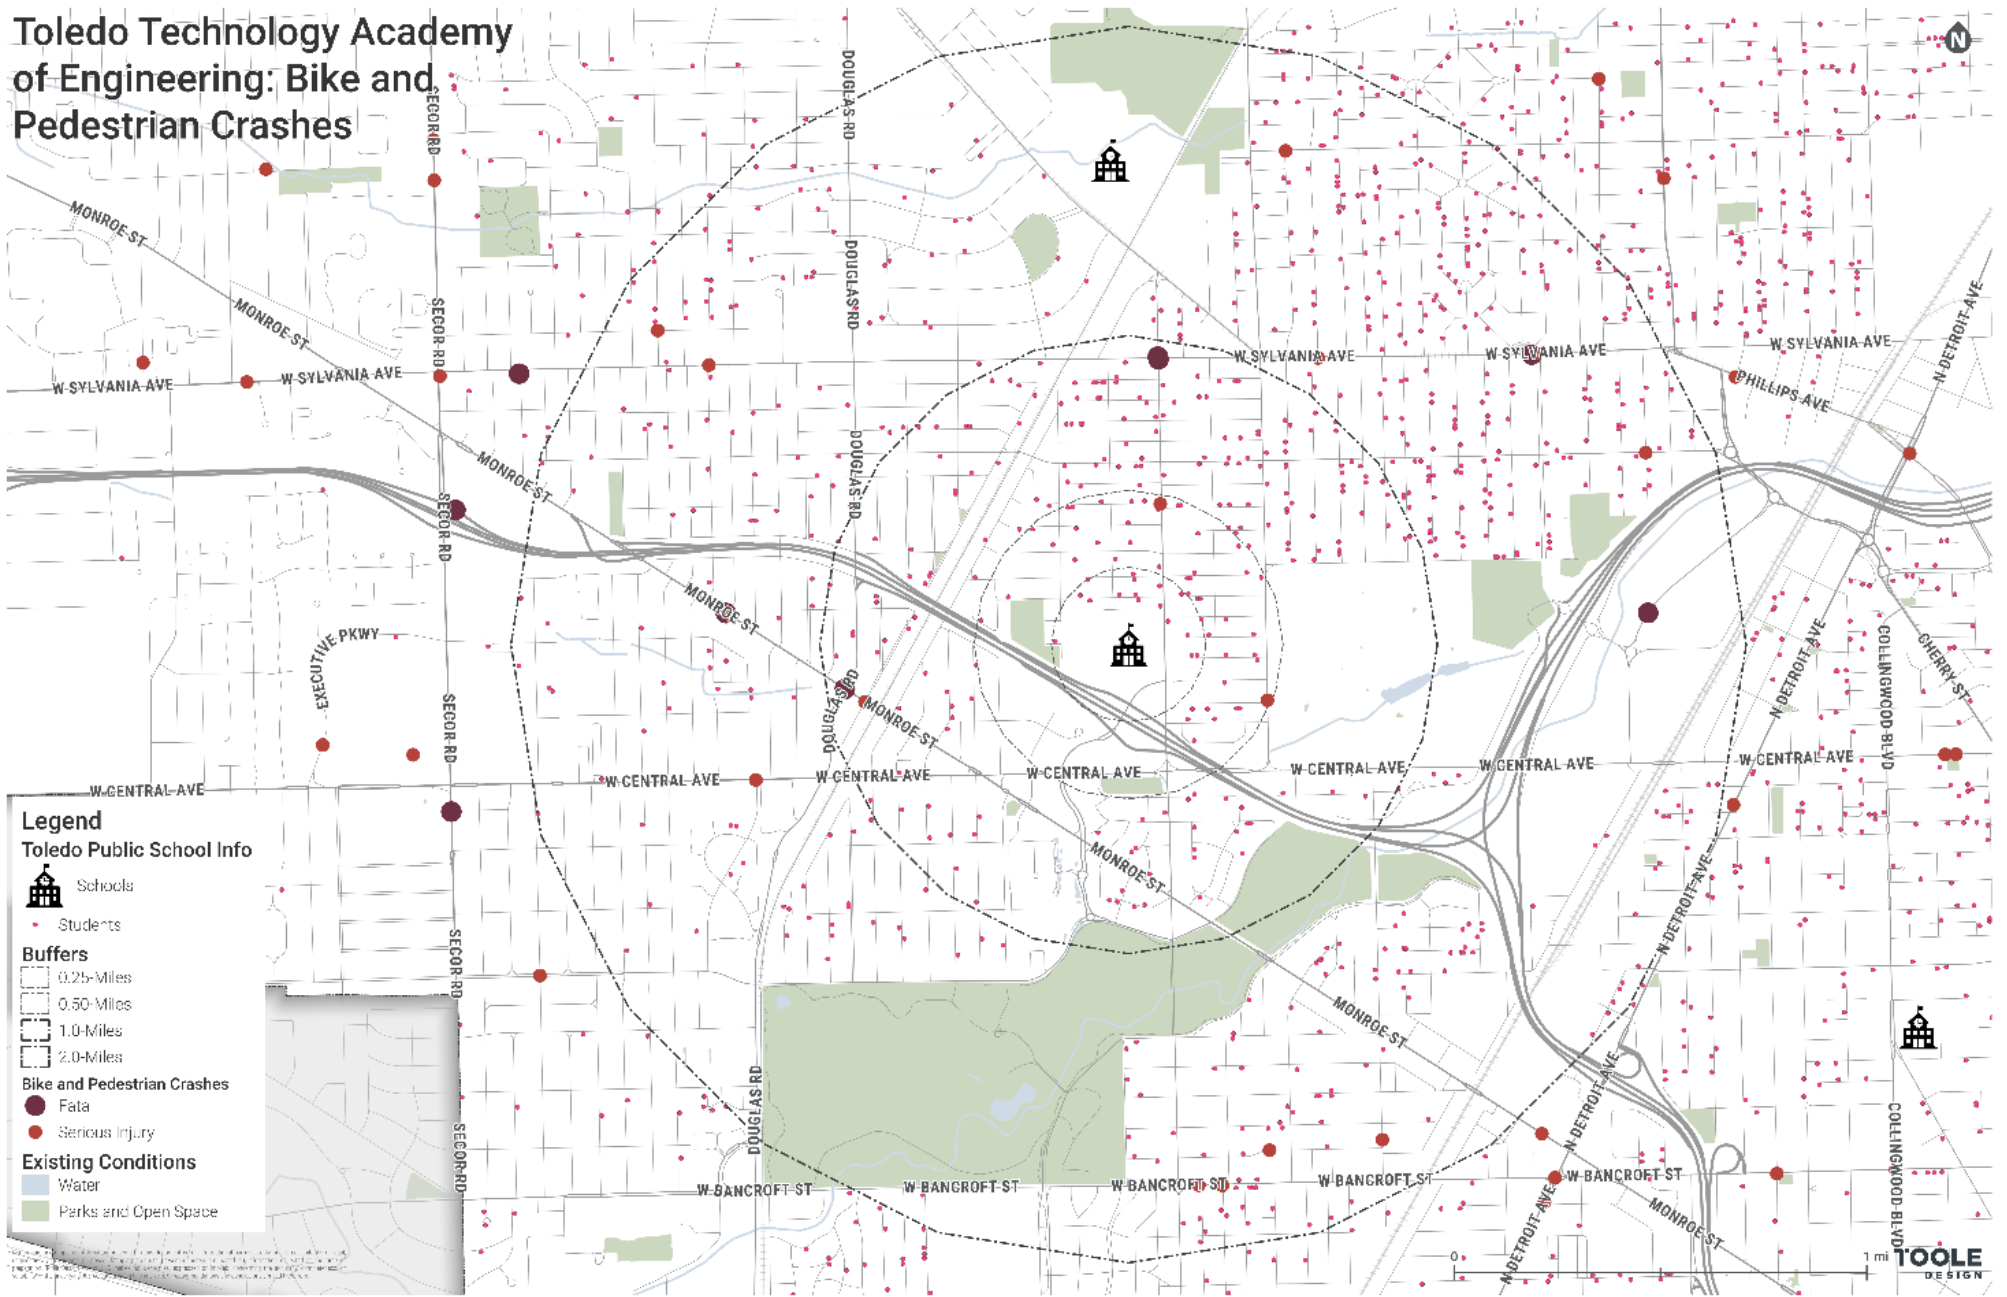 Toledo Technology Academy
of Engineering: Bike and
Pedestrian Crashes
N
SECOR RD
DOUGLAS RD
MONROE ST
DOUGLAS RD
MONROE ST
SECOR RD
W SYLVANIA AVE
W SYLVANIA AVE
W SYLVANIA AVE
W SYLVANIA AVE
W SYLVANIA AVE
N DETROIT AVE
PHILLIPS AVE
MONROE ST
DOUGLAS RD
SECOR RD
MONROE ST
EXECUTIVE PKWY
DOUGLAS RD
MONROE ST
N DETROIT AVE
COLLINGWOOD BLVD
CHERRY ST
SECOR RD
W CENTRAL AVE
W CENTRAL AVE
W CENTRAL AVE
W CENTRAL AVE
W CENTRAL AVE
W CENTRAL AVE
W CENTRAL AVE
MONROE ST
N DETROIT AVE
SECOR RD
MONROE ST
DOUGLAS RD
N DETROIT AVE
SECOR RD
COLLINGWOOD BLVD
W BANCROFT ST
W BANCROFT ST
W BANCROFT ST
W BANCROFT ST
W BANCROFT ST
MONROE ST
N DETROIT AVE
Legend
Toledo Public School Info
Schools
Students
Buffers
0.25-Miles
0.50-Miles
1.0-Miles
2.0-Miles
Bike and Pedestrian Crashes
Fata
Serious Injury
Existing Conditions
Water
Parks and Open Space
0
1 mi
TOOLE
DESIGN